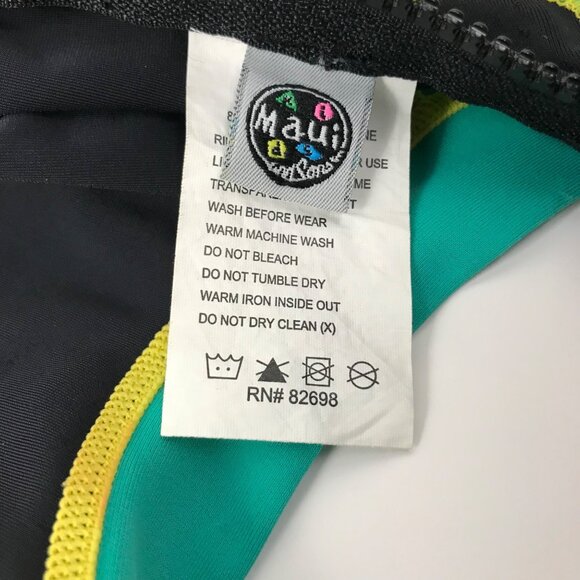 Maui
and Sons
USE
WASH BEFORE WEAR
WARM MACHINE WASH
DO NOT BLEACH
DO NOT TUMBLE DRY
WARM IRON INSIDE OUT
DO NOT DRY CLEAN (X)
RN# 82698